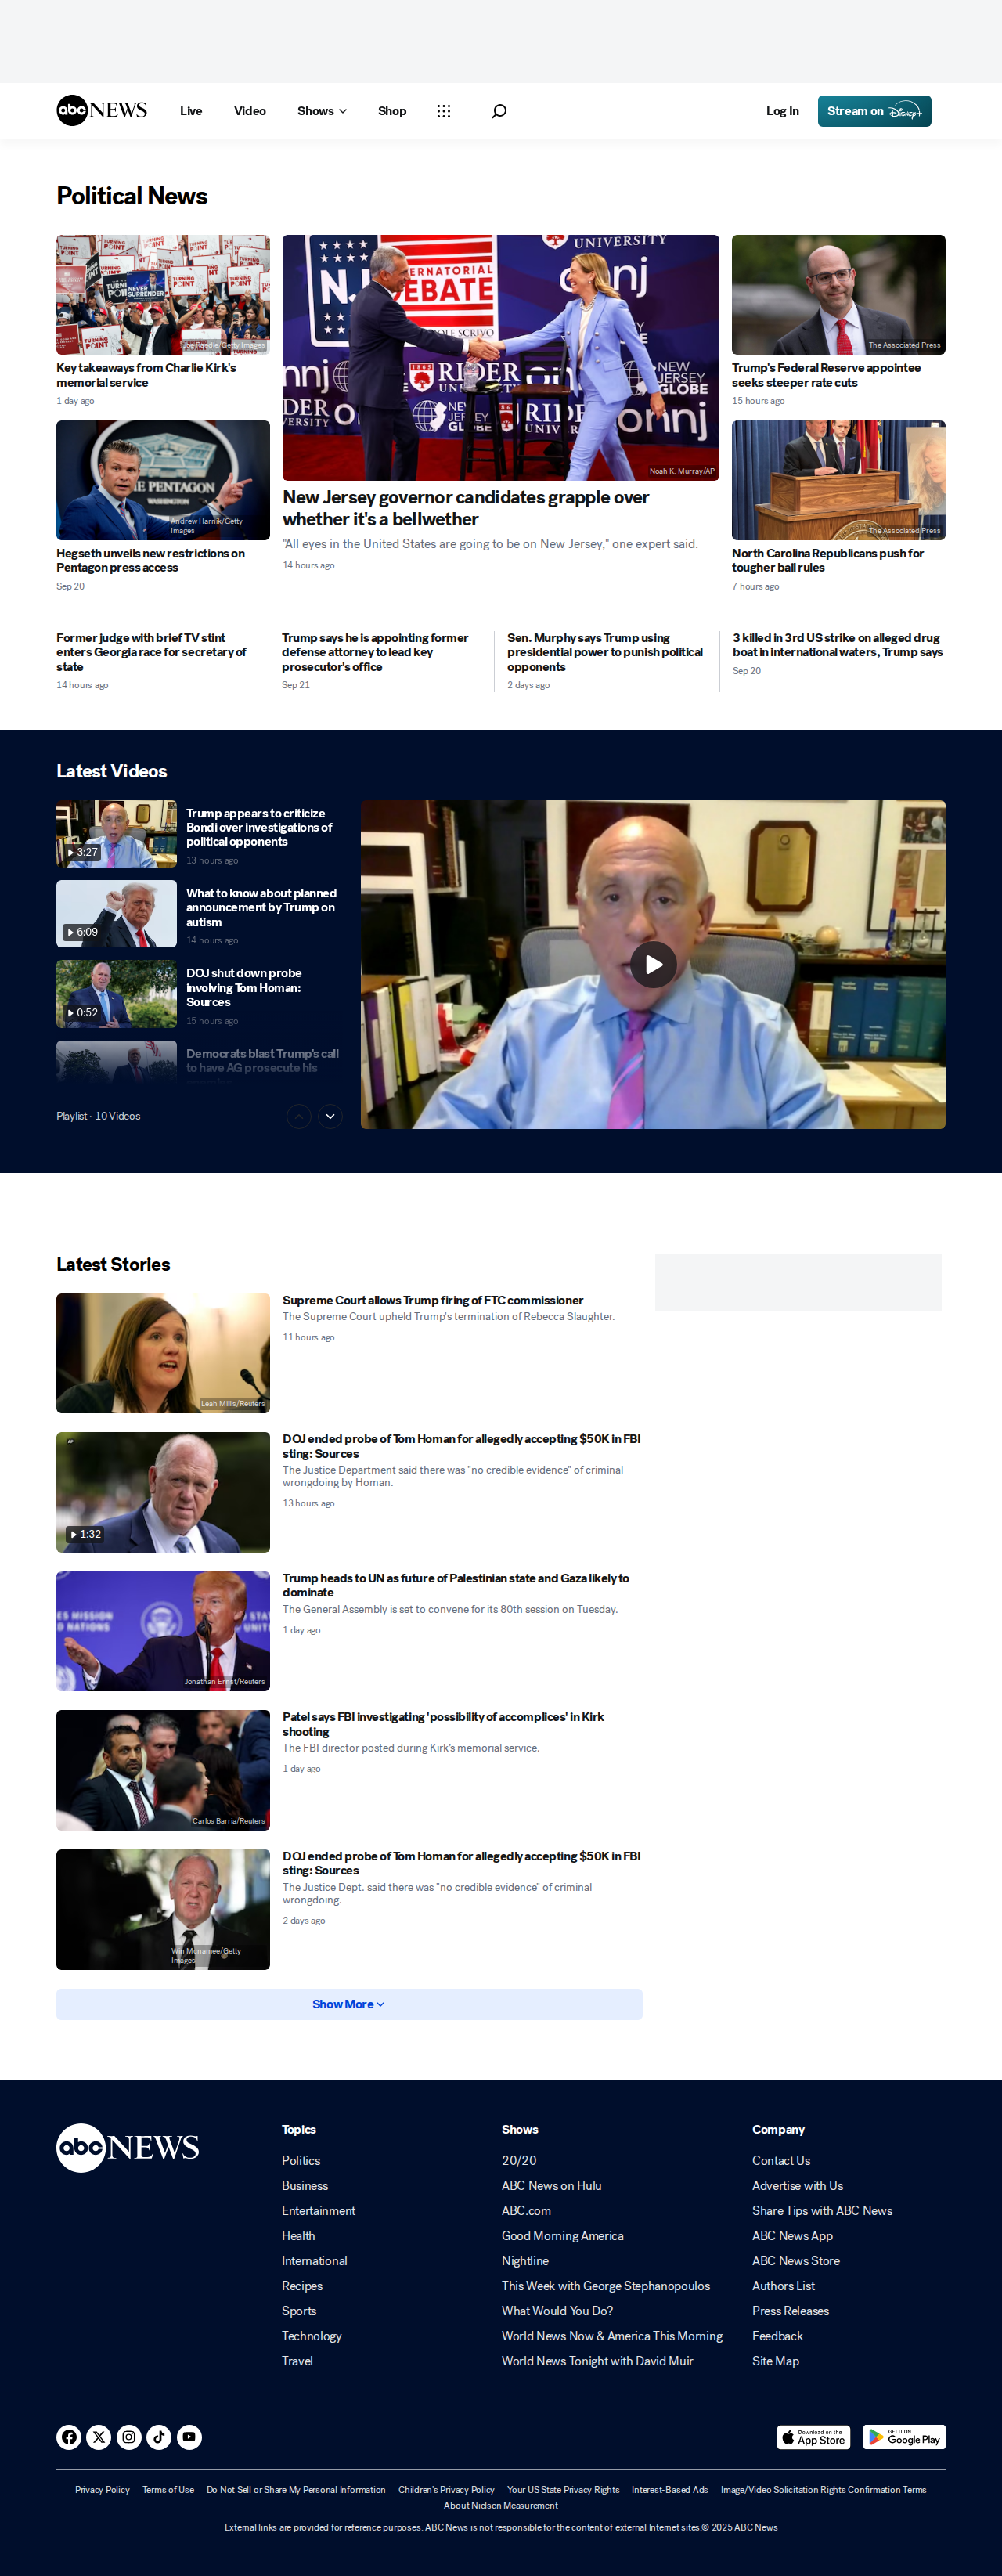 abc NEWS
Live
Video
Shows
Shop
Log In
Stream on Disney+
Political News
Key takeaways from Charlie Kirk's
memorial service
1 day ago
Andrew Harnik/Getty
Images
Hegseth unveils new restrictions on
Pentagon press access
Sep 20
Noah K. Murray/AP
New Jersey governor candidates grapple over
whether it's a bellwether
"All eyes in the United States are going to be on New Jersey," one expert said.
14 hours ago
The Associated Press
Trump's Federal Reserve appointee
seeks steeper rate cuts
15 hours ago
The Associated Press
North Carolina Republicans push for
tougher bail rules
7 hours ago
Former judge with brief TV stint
enters Georgia race for secretary of
state
14 hours ago
Trump says he is appointing former
defense attorney to lead key
prosecutor's office
Sep 21
Sen. Murphy says Trump using
presidential power to punish political
opponents
2 days ago
3 killed in 3rd US strike on alleged drug
boat in international waters, Trump says
Sep 20
Latest Videos
3:27
Trump appears to criticize
Bondi over investigations of
political opponents
13 hours ago
6:09
What to know about planned
announcement by Trump on
autism
14 hours ago
0:52
DOJ shut down probe
involving Tom Homan:
Sources
15 hours ago
Democrats blast Trump's call
to have AG prosecute his
Playlist · 10 Videos
Latest Stories
Leah Millis/Reuters
Supreme Court allows Trump firing of FTC commissioner
The Supreme Court upheld Trump's termination of Rebecca Slaughter.
11 hours ago
AP
1:32
DOJ ended probe of Tom Homan for allegedly accepting $50K in FBI
sting: Sources
The Justice Department said there was "no credible evidence" of criminal
wrongdoing by Homan.
13 hours ago
Jonathan Ernst/Reuters
Trump heads to UN as future of Palestinian state and Gaza likely to
dominate
The General Assembly is set to convene for its 80th session on Tuesday.
1 day ago
Carlos Barria/Reuters
Patel says FBI investigating 'possibility of accomplices' in Kirk
shooting
The FBI director posted during Kirk's memorial service.
1 day ago
Win Mcnamee/Getty
Images
DOJ ended probe of Tom Homan for allegedly accepting $50K in FBI
sting: Sources
The Justice Dept. said there was "no credible evidence" of criminal
wrongdoing.
2 days ago
Show More
abc NEWS
Topics
Politics
Business
Entertainment
Health
International
Recipes
Sports
Technology
Travel
Shows
20/20
ABC News on Hulu
ABC.com
Good Morning America
Nightline
This Week with George Stephanopoulos
What Would You Do?
World News Now & America This Morning
World News Tonight with David Muir
Company
Contact Us
Advertise with Us
Share Tips with ABC News
ABC News App
ABC News Store
Authors List
Press Releases
Feedback
Site Map
Download on the
App Store
GET IT ON
Google Play
Privacy Policy Terms of Use Do Not Sell or Share My Personal Information Children's Privacy Policy Your US State Privacy Rights Interest-Based Ads Image/Video Solicitation Rights Confirmation Terms
About Nielsen Measurement
External links are provided for reference purposes. ABC News is not responsible for the content of external Internet sites.© 2025 ABC News